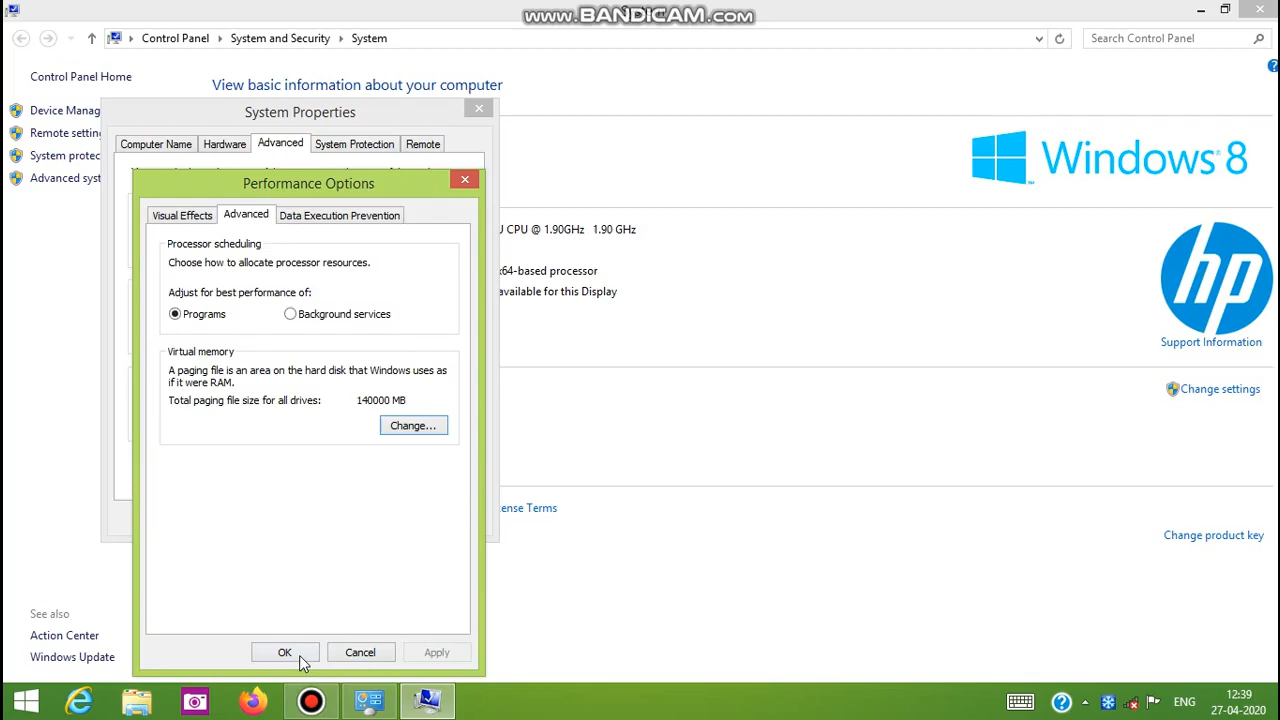 www.BANDICAM.com
Control Panel
System and Security
System
Search Control Panel
Control Panel Home
View basic information about your computer
Device Manag
Remote settin
System protec
Advanced syst
System Properties
Computer Name
Hardware
Advanced
System Protection
Remote
Performance Options
Visual Effects
Advanced
Data Execution Prevention
Processor scheduling
Choose how to allocate processor resources.
Adjust for best performance of:
Programs
Background services
Virtual memory
A paging file is an area on the hard disk that Windows uses as
if it were RAM.
Total paging file size for all drives: 140000 MB
Change...
OK
Cancel
Apply
Windows 8
CPU @ 1.90GHz 1.90 GHz
x64-based processor
available for this Display
hp
Support Information
Change settings
ense Terms
Change product key
See also
Action Center
Windows Update
ENG
12:39
27-04-2020